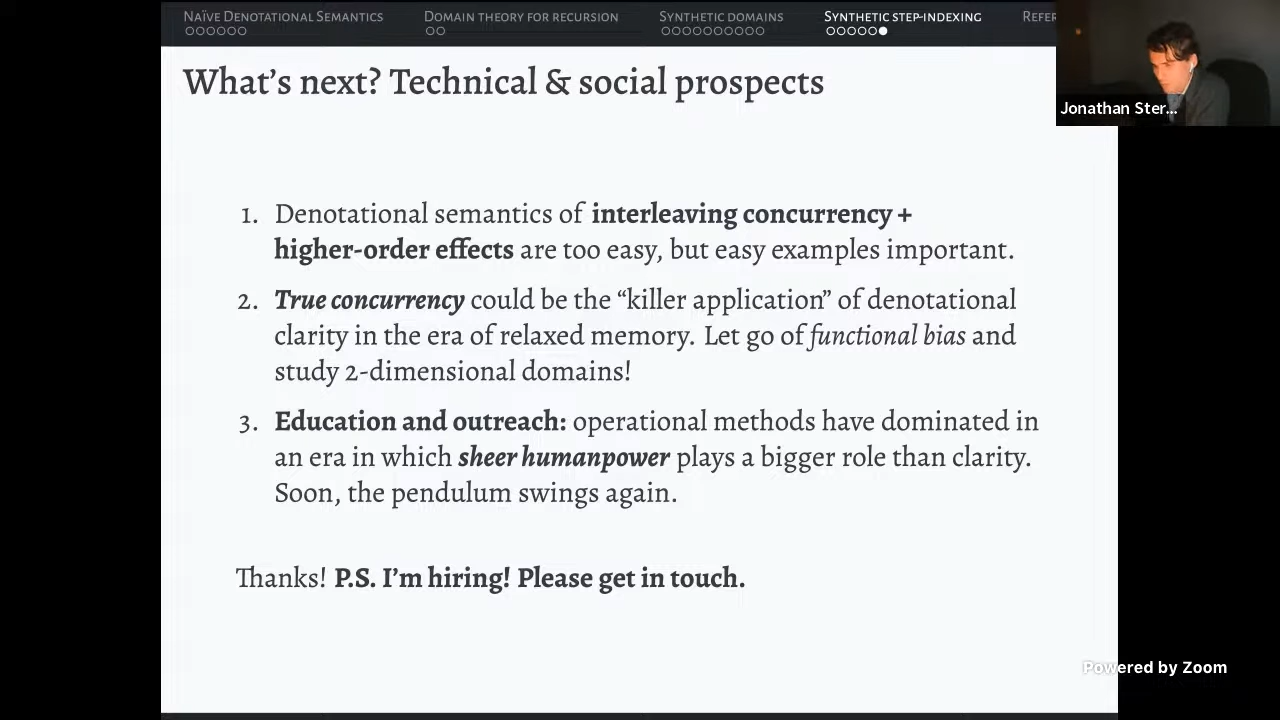 Naïve Denotational Semantics Domain theory for recursion Synthetic domains Synthetic step-indexing Refer
What's next? Technical & social prospects
Jonathan Ster...
1. Denotational semantics of interleaving concurrency +
higher-order effects are too easy, but easy examples important.
2. True concurrency could be the “killer application” of denotational
clarity in the era of relaxed memory. Let go of functional bias and
study 2-dimensional domains!
3. Education and outreach: operational methods have dominated in
an era in which sheer humanpower plays a bigger role than clarity.
Soon, the pendulum swings again.
Thanks! P.S. I'm hiring! Please get in touch.
Powered by Zoom